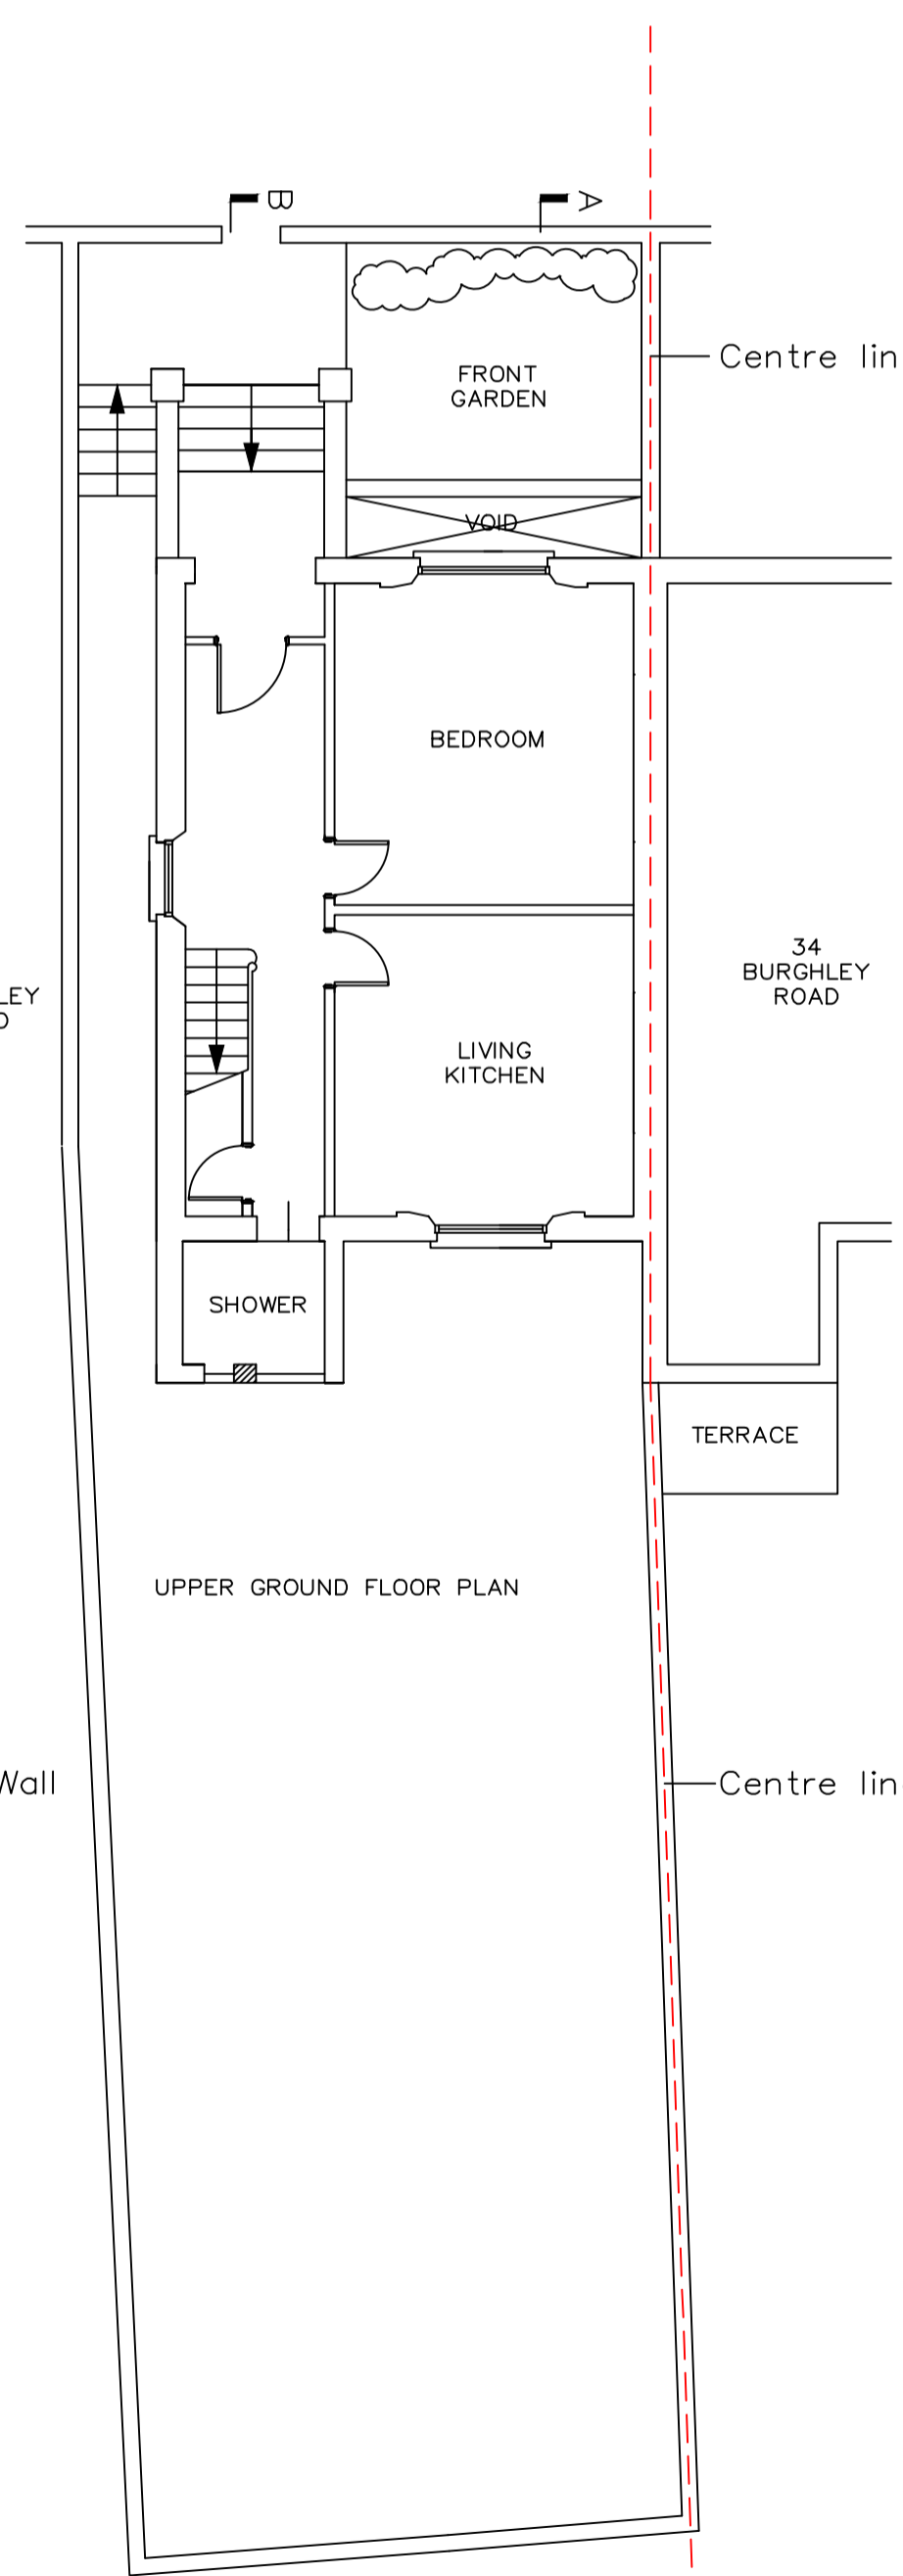 B
A
Centre lin
FRONT
GARDEN
VOID
BEDROOM
34
BURGHLEY
ROAD
LEY
LIVING
KITCHEN
SHOWER
TERRACE
UPPER GROUND FLOOR PLAN
Wall
Centre lin